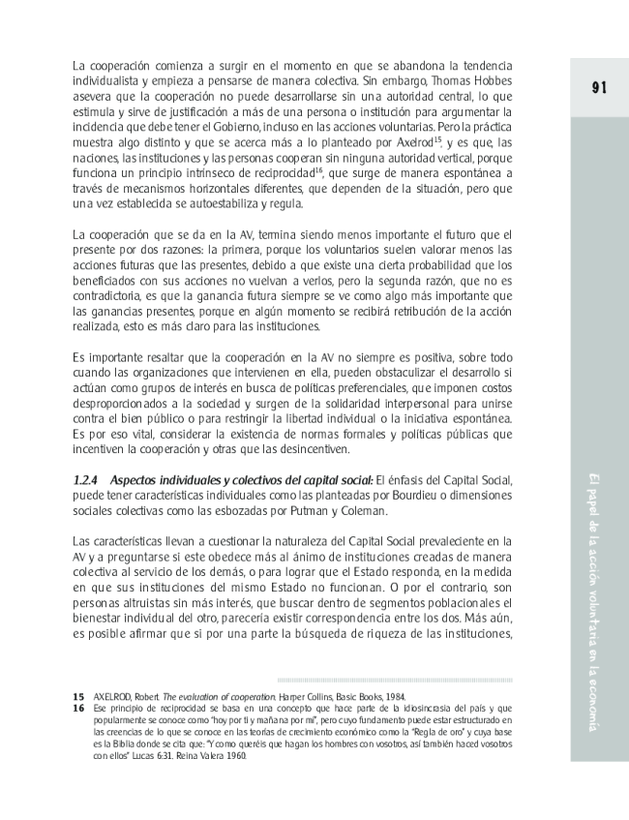 La cooperación comienza a surgir en el momento en que se abandona la tendencia
individualista y empieza a pensarse de manera colectiva. Sin embargo, Thomas Hobbes
asevera que la cooperación no puede desarrollarse sin una autoridad central, lo que
estimula y sirve de justificación a más de una persona o institución para argumentar la
incidencia que debe tener el Gobierno, incluso en las acciones voluntarias. Pero la práctica
muestra algo distinto y que se acerca más a lo planteado por Axelrod15, y es que, las
naciones, las instituciones y las personas cooperan sin ninguna autoridad vertical, porque
funciona un principio intrínseco de reciprocidad16, que surge de manera espontánea a
través de mecanismos horizontales diferentes, que dependen de la situación, pero que
una vez establecida se autoestabiliza y regula.
La cooperación que se da en la AV, termina siendo menos importante el futuro que el
presente por dos razones: la primera, porque los voluntarios suelen valorar menos las
acciones futuras que las presentes, debido a que existe una cierta probabilidad que los
beneficiados con sus acciones no vuelvan a verlos, pero la segunda razón, que no es
contradictoria, es que la ganancia futura siempre se ve como algo más importante que
las ganancias presentes, porque en algún momento se recibirá retribución de la acción
realizada, esto es más claro para las instituciones.
Es importante resaltar que la cooperación en la AV no siempre es positiva, sobre todo
cuando las organizaciones que intervienen en ella, pueden obstaculizar el desarrollo si
actúan como grupos de interés en busca de políticas preferenciales, que imponen costos
desproporcionados a la sociedad y surgen de la solidaridad interpersonal para unirse
contra el bien público o para restringir la libertad individual o la iniciativa espontánea.
Es por eso vital, considerar la existencia de normas formales y políticas públicas que
incentiven la cooperación y otras que las desincentiven.
1.2.4 Aspectos individuales y colectivos del capital social: El énfasis del Capital Social,
puede tener características individuales como las planteadas por Bourdieu o dimensiones
sociales colectivas como las esbozadas por Putman y Coleman.
Las características llevan a cuestionar la naturaleza del Capital Social prevaleciente en la
AV y a preguntarse si este obedece más al ánimo de instituciones creadas de manera
colectiva al servicio de los demás, o para lograr que el Estado responda, en la medida
en que sus instituciones del mismo Estado no funcionan. O por el contrario, son
personas altruistas sin más interés, que buscar dentro de segmentos poblacionales el
bienestar individual del otro, parecería existir correspondencia entre los dos. Más aún,
es posible afirmar que si por una parte la búsqueda de riqueza de las instituciones,
15 AXELROD, Robert. The evaluation of cooperation. Harper Collins, Basic Books, 1984.
16 Ese principio de reciprocidad se basa en una concepto que hace parte de la idiosincrasia del país y que
popularmente se conoce como "hoy por ti y mañana por mí", pero cuyo fundamento puede estar estructurado en
las creencias de lo que se conoce en las teorías de crecimiento económico como la "Regla de oro" y cuya base
es la Biblia donde se cita que: "Y como queréis que hagan los hombres con vosotros, así también haced vosotros
con ellos" Lucas 6:31. Reina Valera 1960.
91
El papel de la acción voluntaria en la economía